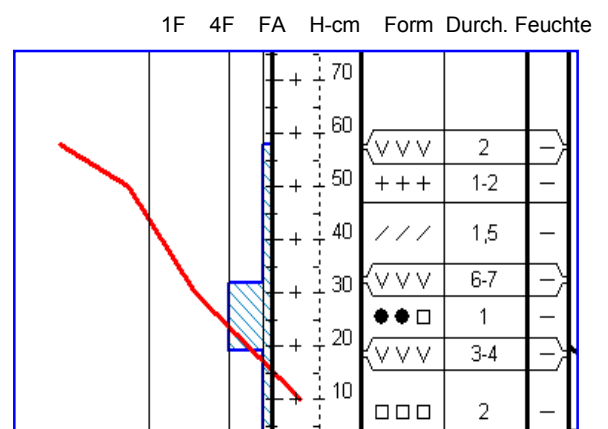 1F 4F FA H-cm Form Durch. Feuchte
70
60
v v v 2 –
50 + + + 1-2 –
40 / / / 1,5 –
30 v v v 6-7 –
●●□ 1 –
20
v v v 3-4 –
10
□□□ 2 –